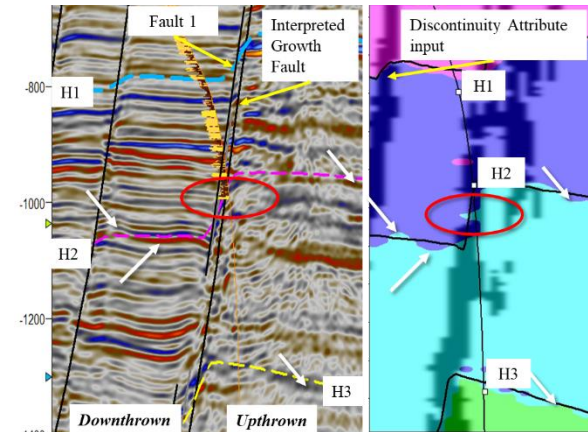 Fault 1
Interpreted
Growth
Fault
Discontinuity Attribute
input
-800
H1
H1
-1000
H2
H2
-1200
H3
H3
Downthrown
Upthrown